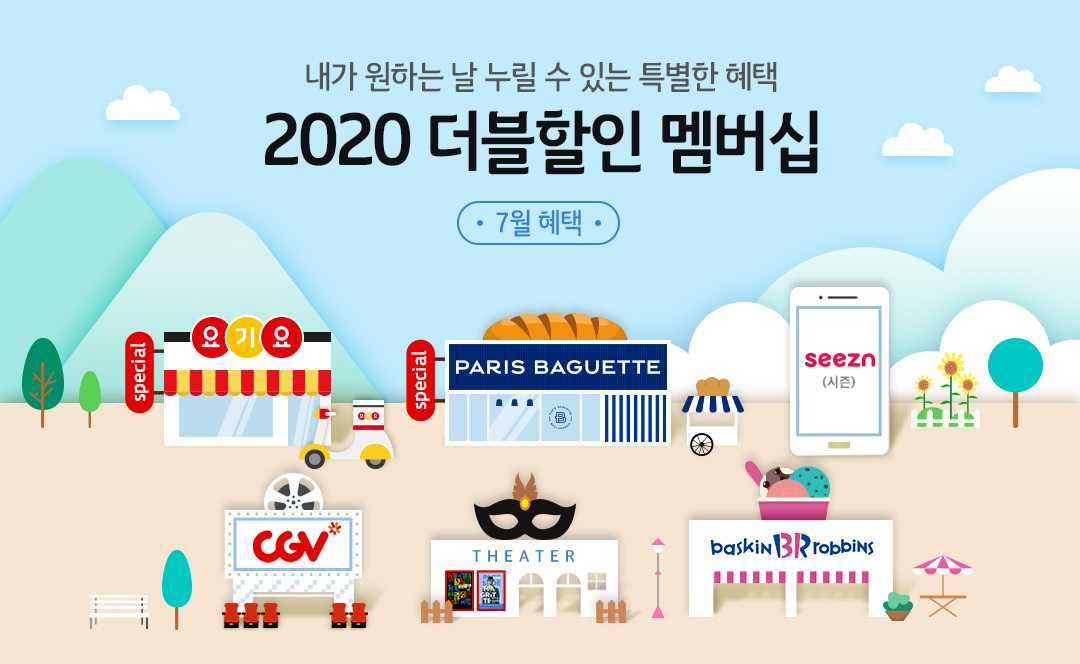 내가 원하는 날 누릴 수 있는 특별한 혜택
2020 더블할인 멤버십
• 7월 혜택 •
special
요기요
special
PARIS BAGUETTE
seezn
(시즌)
CGV
THEATER
baskin BR robbins